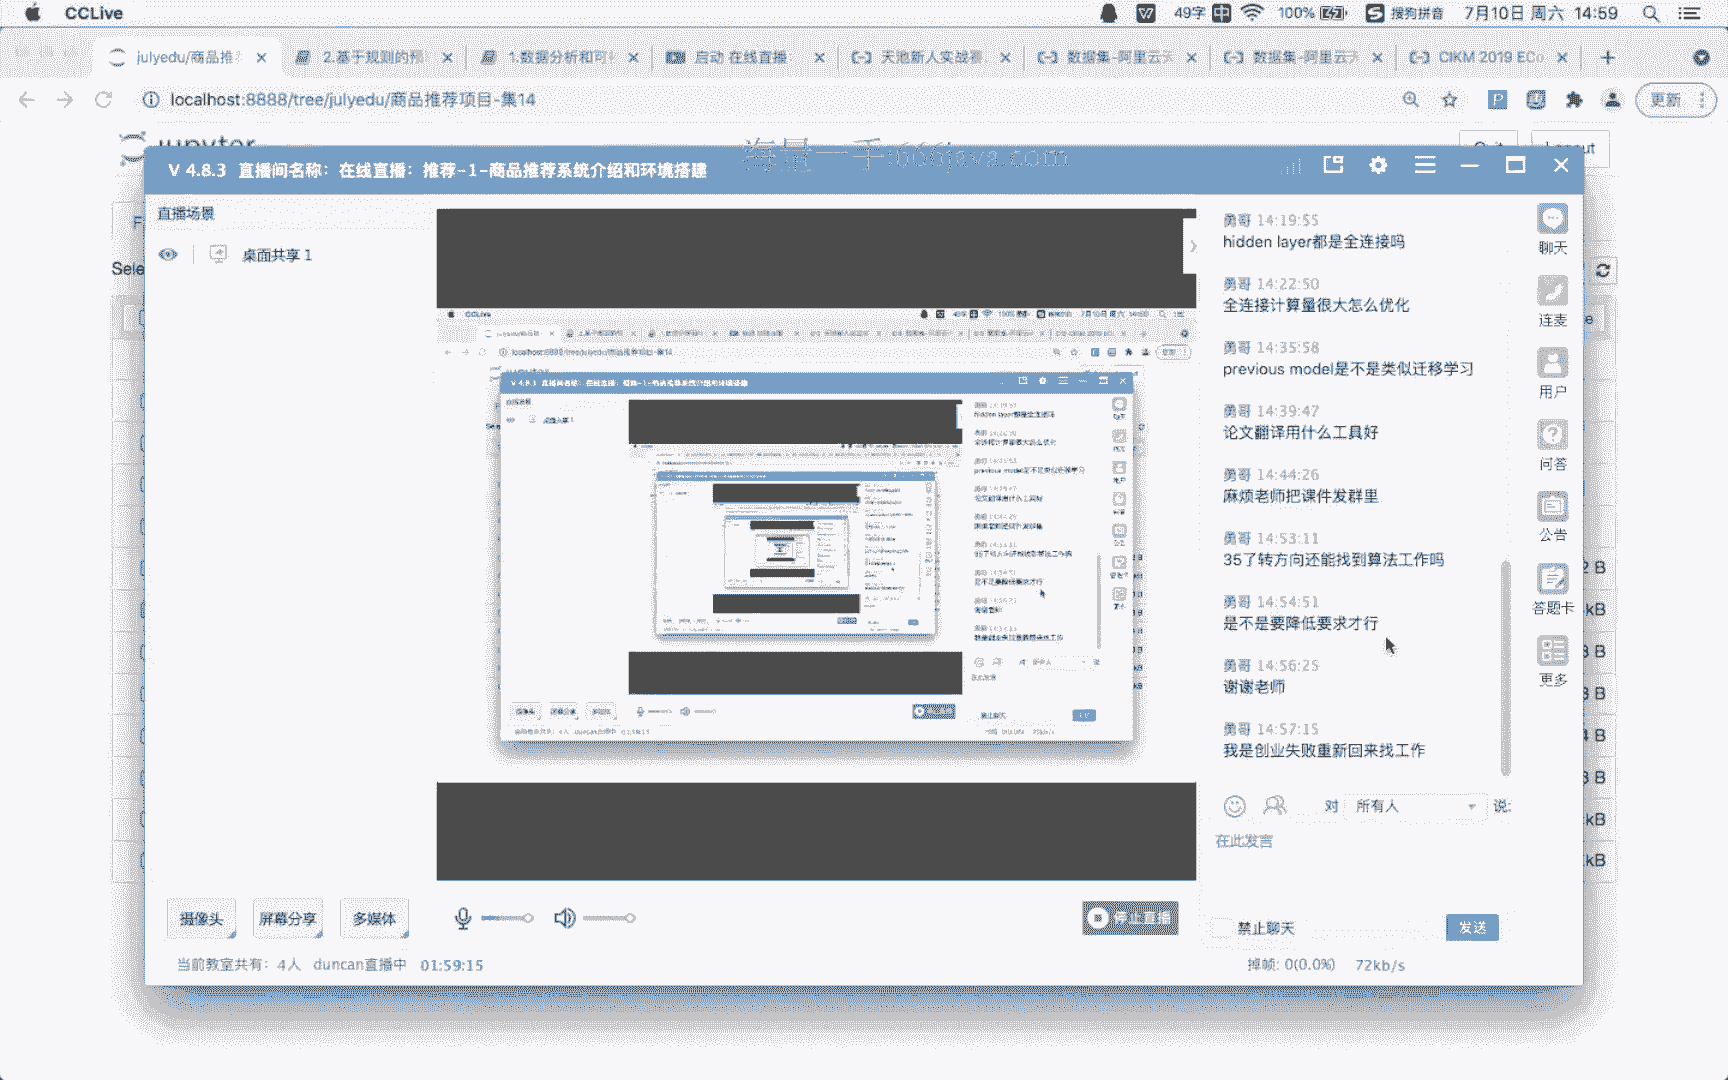 CCLive
49字 中 100% 搜狗拼音 7月10日 周六 14:59
julyedu/商品推荐
2.基于规则的预
1.数据分析和可
启动 在线直播
天池新人实战赛
数据集-阿里云天
数据集-阿里云天
CIKM 2019 ECo
localhost:8888/tree/julyedu/商品推荐项目-集14
更新
jupyter
海量一手:666java.com
V 4.8.3 直播间名称：在线直播：推荐-1-商品推荐系统介绍和环境搭建
直播场景
桌面共享 1
Sele
勇哥 14:19:55
hidden layer都是全连接吗
勇哥 14:22:50
全连接计算量很大怎么优化
勇哥 14:35:58
previous model是不是类似迁移学习
勇哥 14:39:47
论文翻译用什么工具好
勇哥 14:44:26
麻烦老师把课件发群里
勇哥 14:53:11
35了转方向还能找到算法工作吗
勇哥 14:54:51
是不是要降低要求才行
勇哥 14:56:25
谢谢老师
勇哥 14:57:15
我是创业失败重新回来找工作
聊天
连麦
用户
问答
公告
答题卡
更多
对 所有人 说:
在此发言
禁止聊天
发送
摄像头
屏幕分享
多媒体
停止直播
当前教室共有：4人 duncan直播中 01:59:15
掉帧: 0(0.0%) 72kb/s